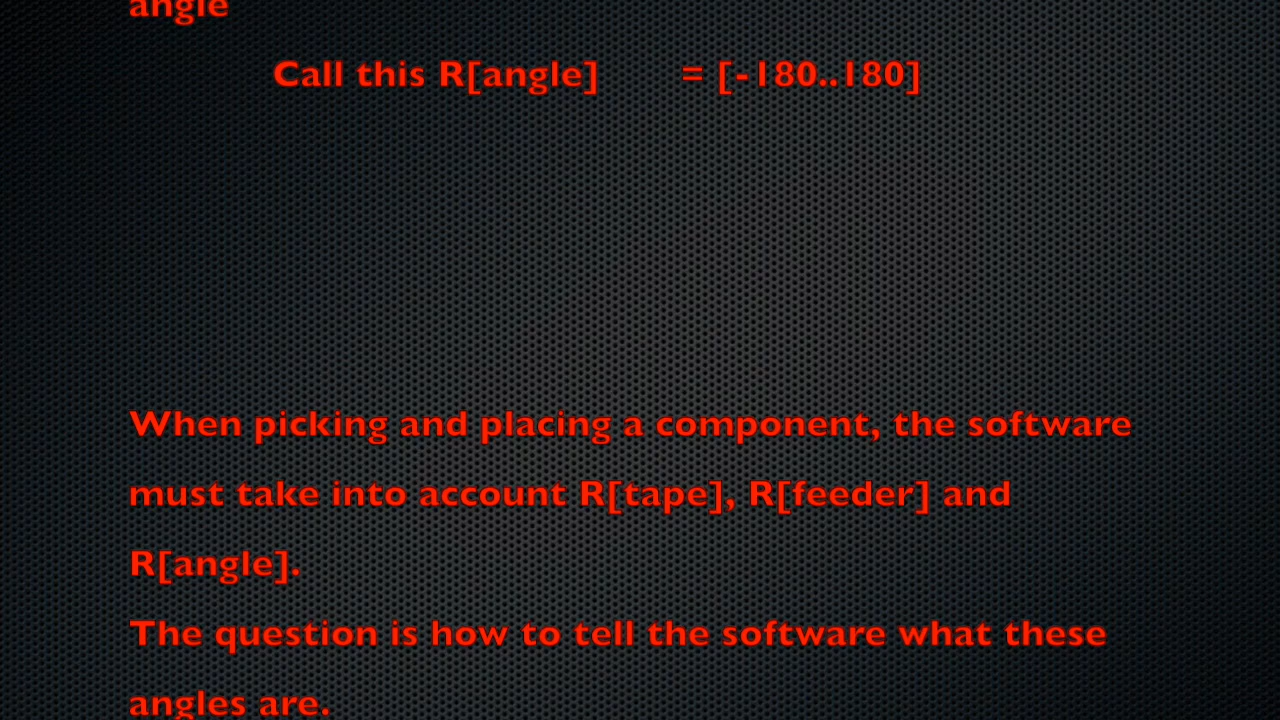 angle
Call this R[angle] = [-180..180]
When picking and placing a component, the software
must take into account R[tape], R[feeder] and
R[angle].
The question is how to tell the software what these
angles are.